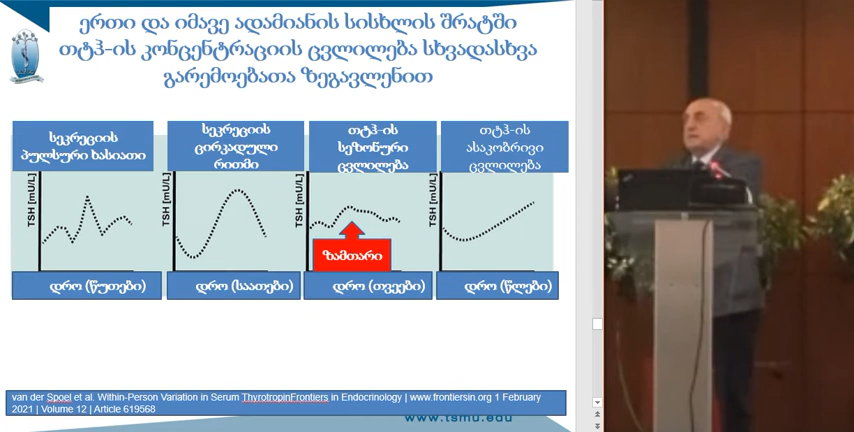 ერთი და იმავე ადამიანის სისხლის შრატში
თტჰ-ის კონცენტრაციის ცვლილება სხვადასხვა
გარემოებათა ზეგავლენით
სეკრეციის
პულსური ხასიათი
სეკრეციის
ცირკადული
რითმი
თტჰ-ის
სეზონური
ცვლილება
თტჰ-ის
ასაკობრივი
ცვლილება
TSH [mU/L]
TSH [mU/L]
TSH [mU/L]
TSH [mU/L]
ზამთარი
დრო (წუთები)
დრო (საათები)
დრო (თვეები)
დრო (წლები)
van der Spoel et al. Within-Person Variation in Serum ThyrotropinFrontiers in Endocrinology | www.frontiersin.org 1 February
2021 | Volume 12 | Article 619568
www.tsmu.edu